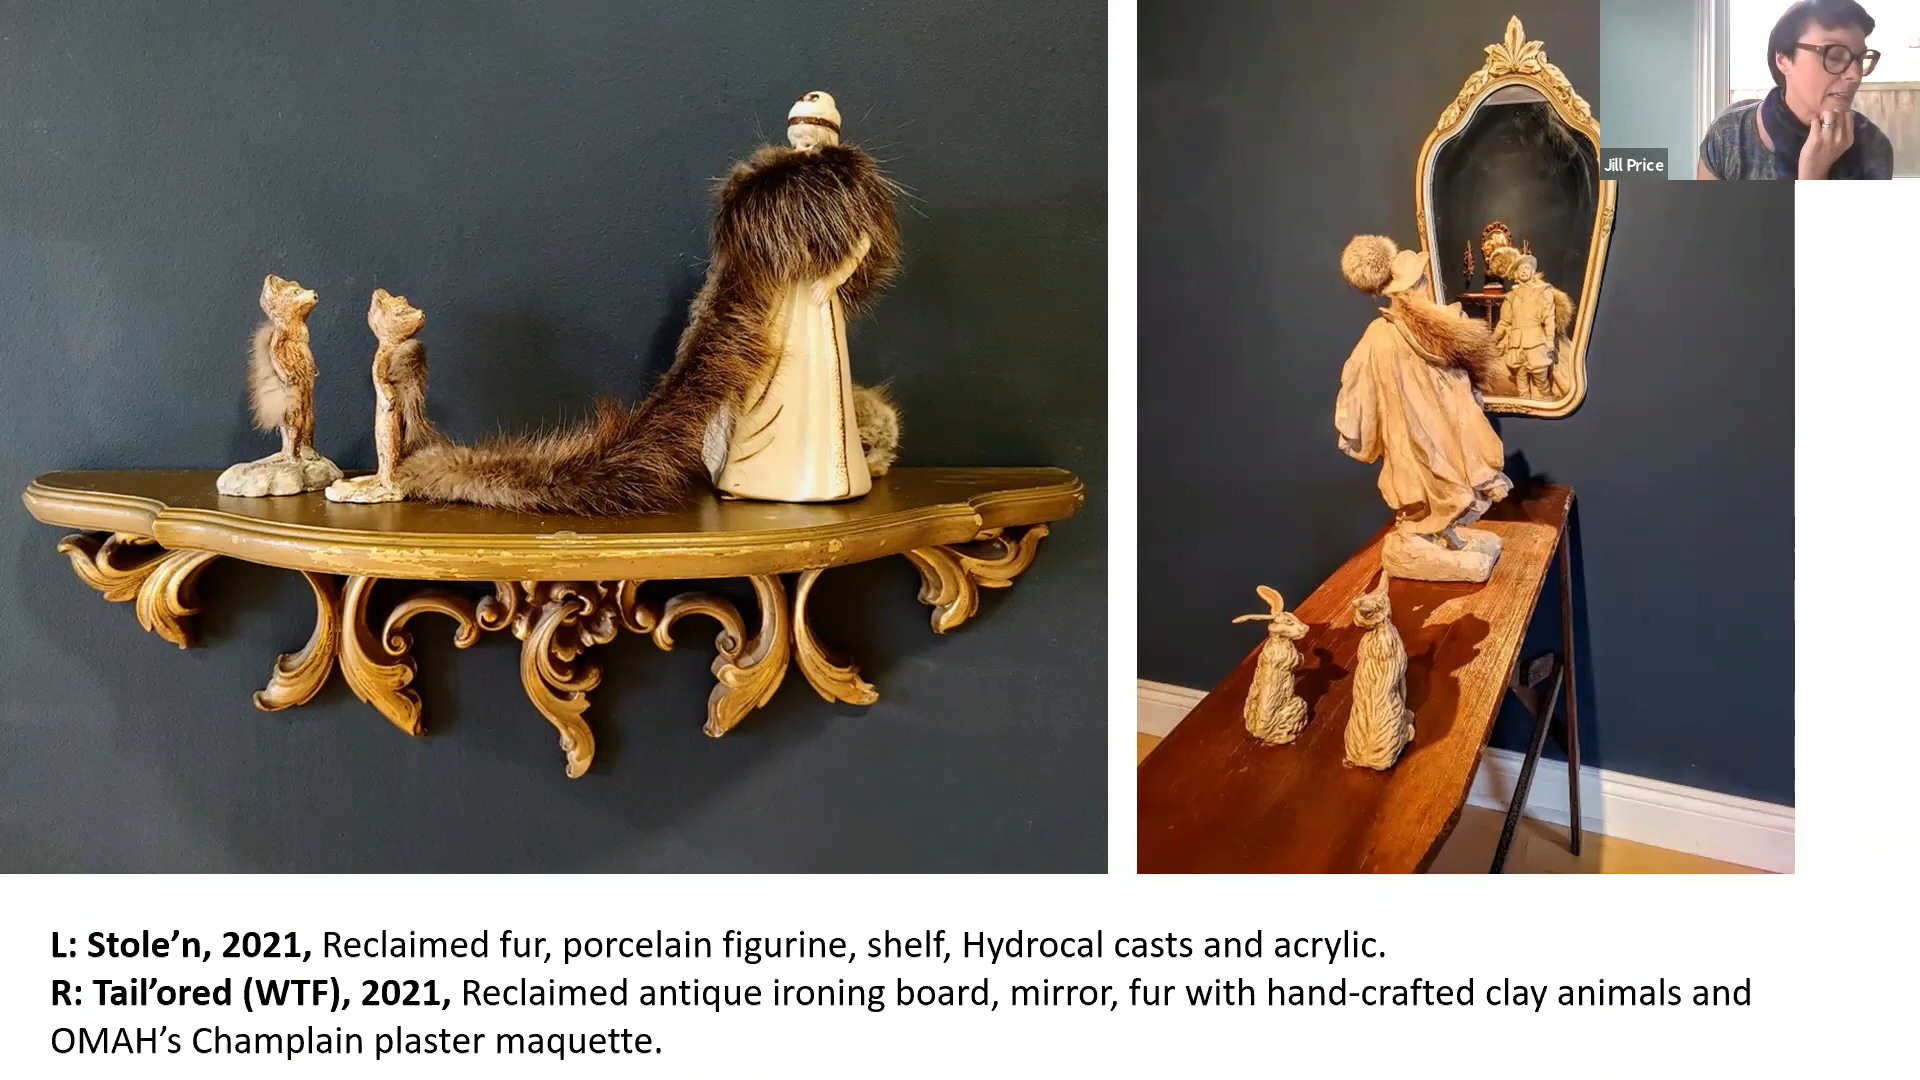 Jill Price
L: Stole’n, 2021, Reclaimed fur, porcelain figurine, shelf, Hydrocal casts and acrylic.
R: Tail’ored (WTF), 2021, Reclaimed antique ironing board, mirror, fur with hand-crafted clay animals and
OMAH’s Champlain plaster maquette.